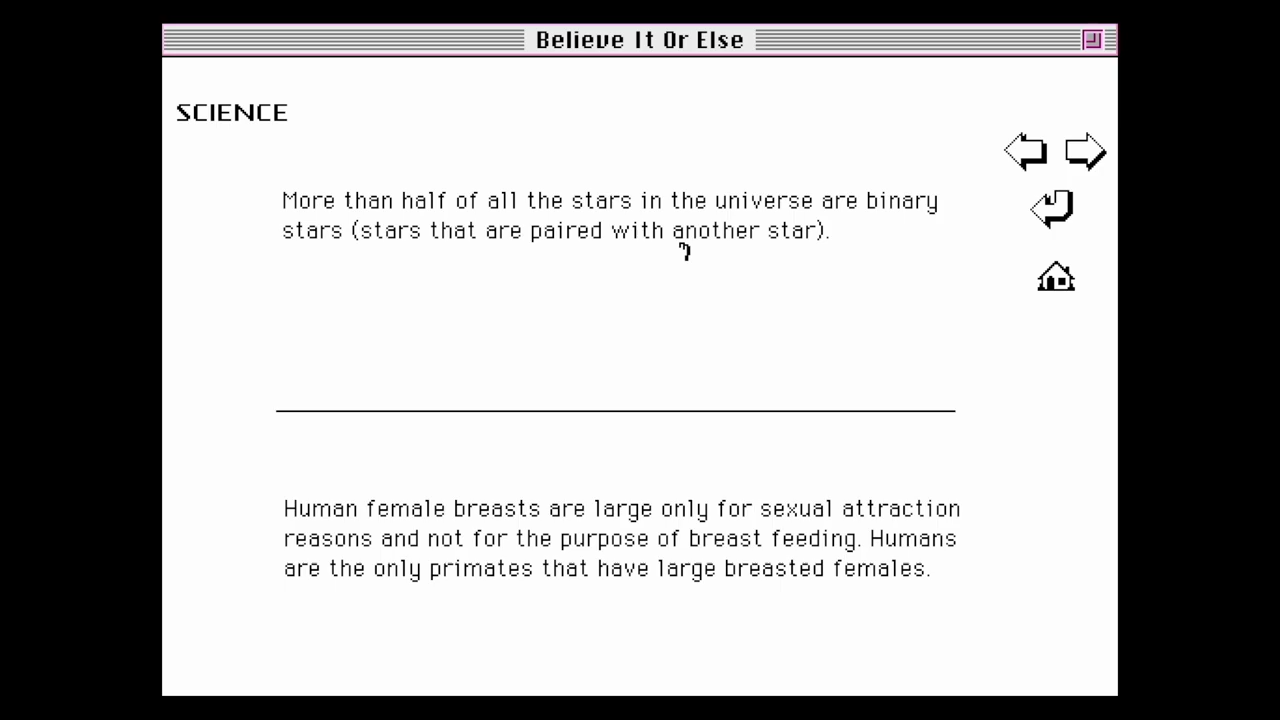 Believe It Or Else
SCIENCE
More than half of all the stars in the universe are binary
stars (stars that are paired with another star).
Human female breasts are large only for sexual attraction
reasons and not for the purpose of breast feeding. Humans
are the only primates that have large breasted females.